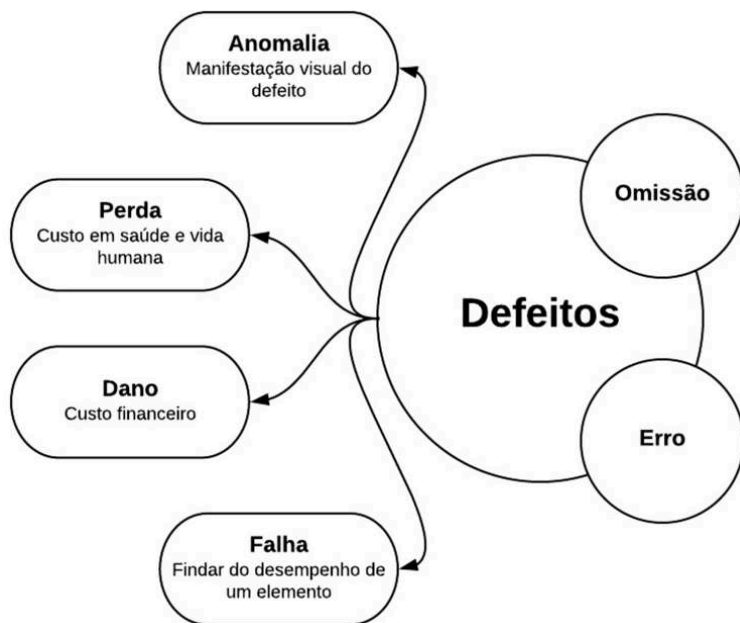 Anomalia
Manifestação visual do
defeito
Omissão
Perda
Custo em saúde e vida
humana
Defeitos
Dano
Custo financeiro
Erro
Falha
Findar do desempenho de
um elemento